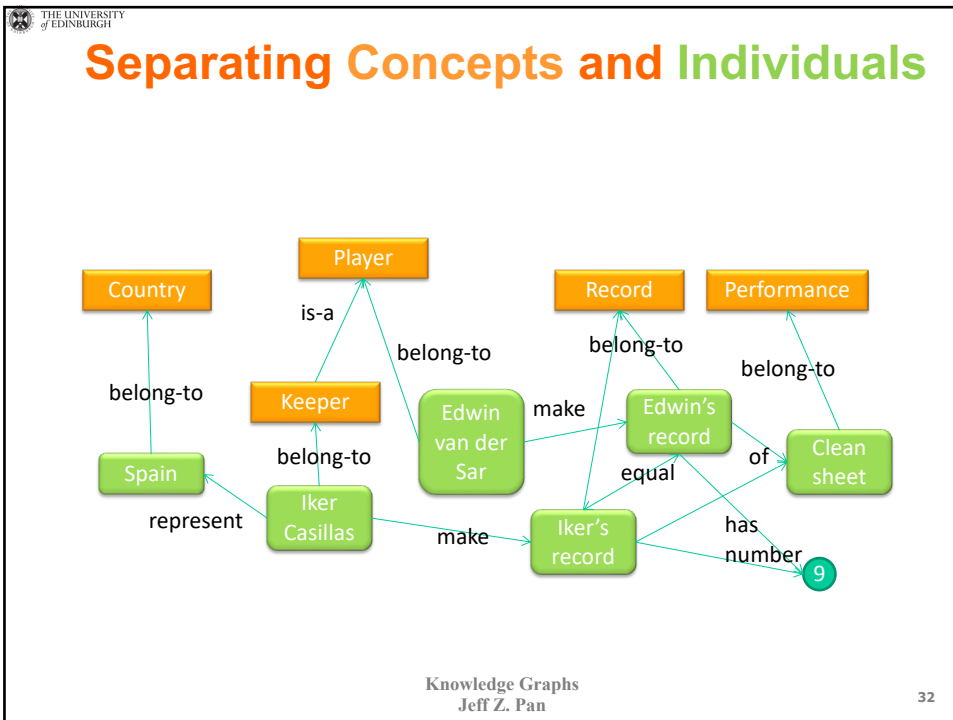 THE UNIVERSITY
of EDINBURGH
Separating Concepts and Individuals
Player
Country
Record
Performance
is-a
belong-to
belong-to
belong-to
belong-to
Keeper
Edwin
van der
Sar
make
Edwin's
record
belong-to
Spain
Iker
Casillas
equal
of
Clean
sheet
represent
make
Iker's
record
has
number
9
Knowledge Graphs
Jeff Z. Pan
32